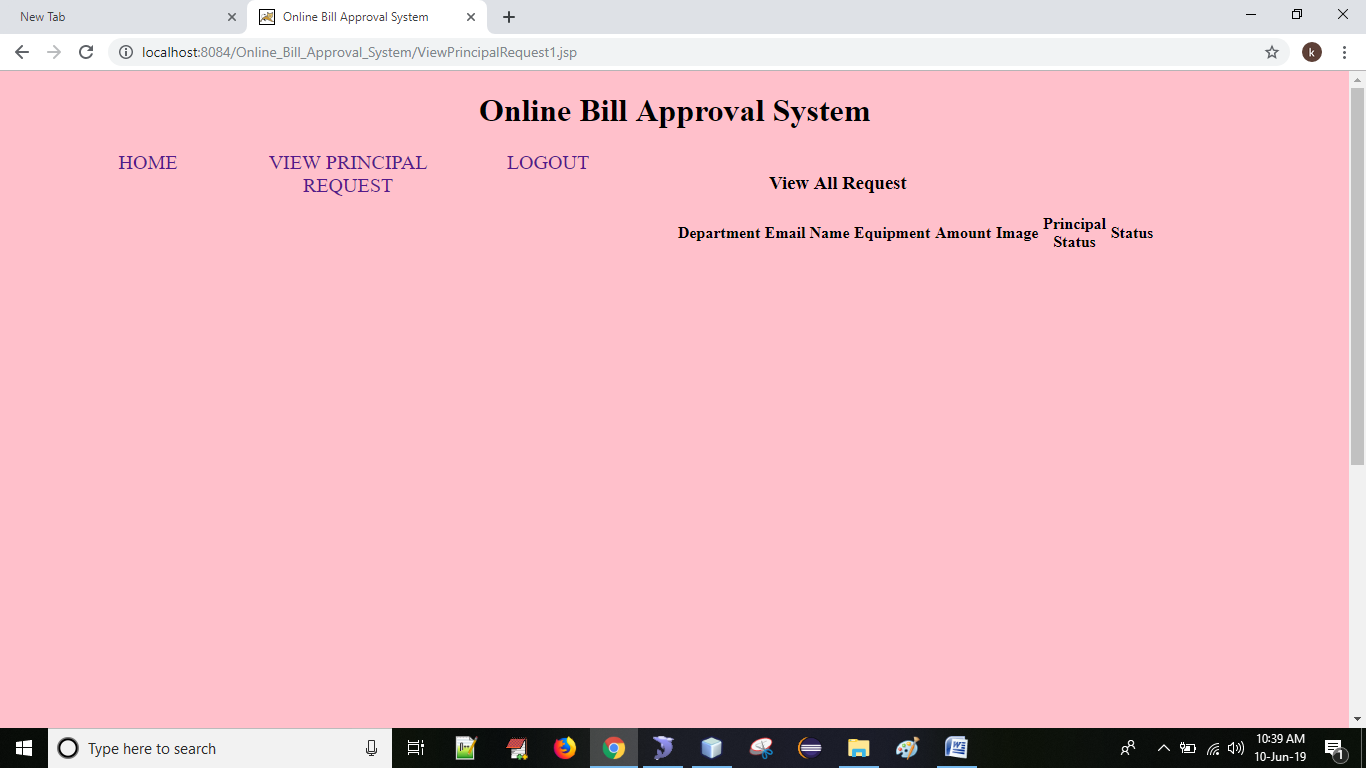 New Tab
Online Bill Approval System
localhost:8084/Online_Bill_Approval_System/ViewPrincipalRequest1.jsp
k
Online Bill Approval System
HOME
VIEW PRINCIPAL
REQUEST
LOGOUT
View All Request
Department Email Name Equipment Amount Image Principal Status Status
Type here to search
10:39 AM
10-Jun-19
1